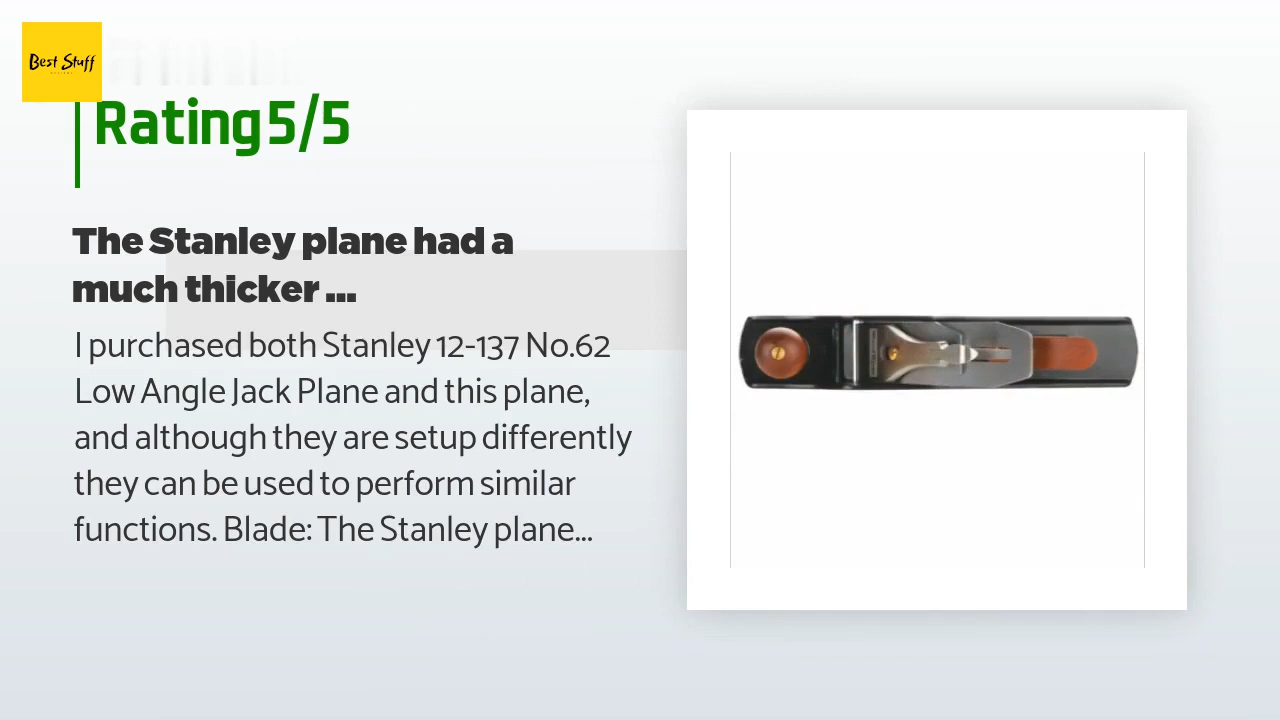 Best Stuff
Rating 5/5
The Stanley plane had a
much thicker ...
I purchased both Stanley 12-137 No.62
Low Angle Jack Plane and this plane,
and although they are setup differently
they can be used to perform similar
functions. Blade: The Stanley plane...